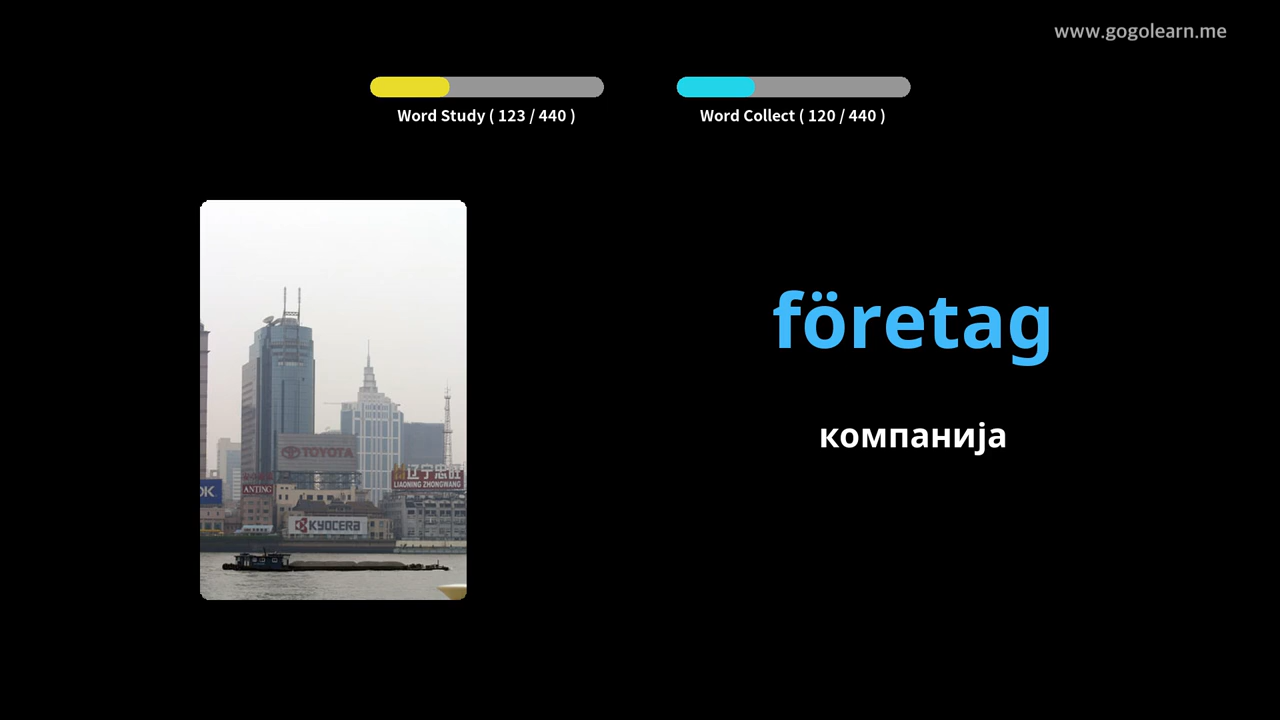 www.gogolearn.me
Word Study ( 123 / 440 )
Word Collect ( 120 / 440 )
företag
компанија
TOYOTA
辽宁忠旺
LIAONING ZHONGWANG
KYOCERA